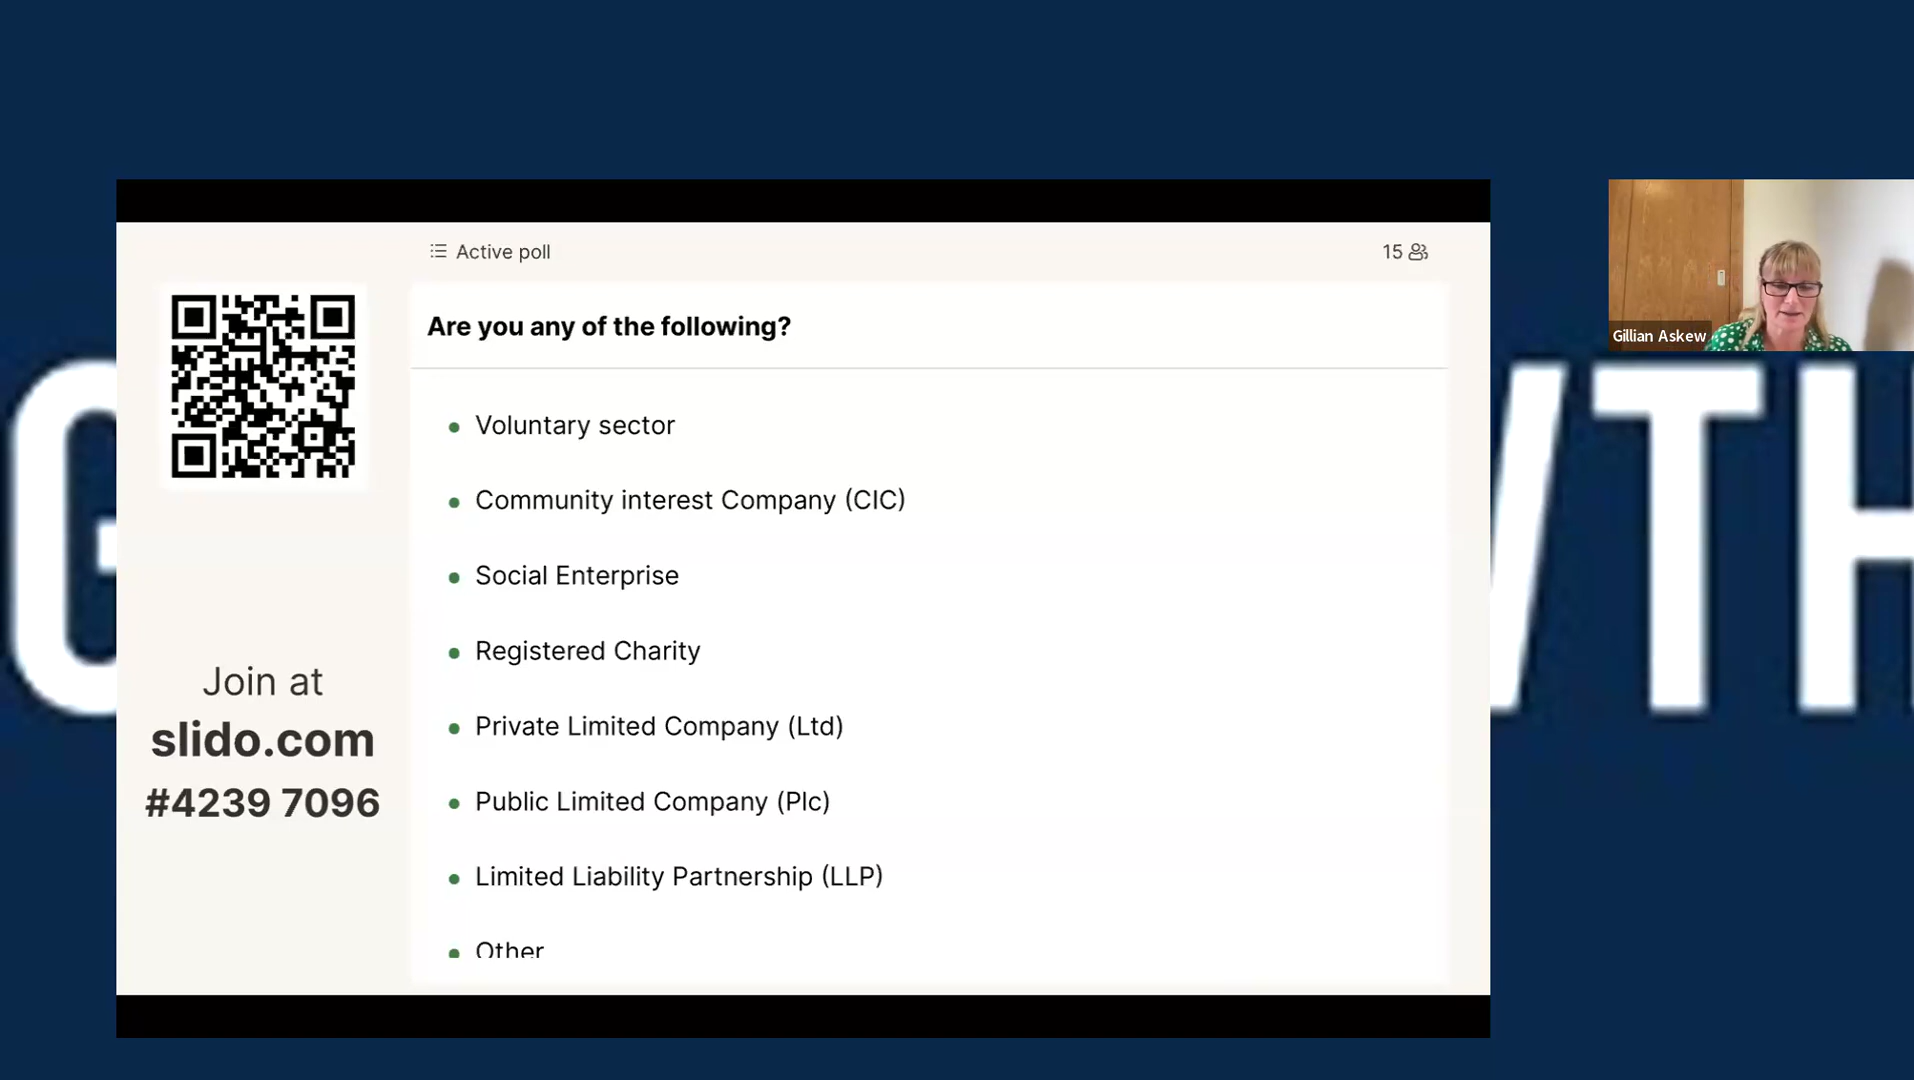 Active poll
15
Are you any of the following?
Voluntary sector
Community interest Company (CIC)
Social Enterprise
Registered Charity
Private Limited Company (Ltd)
Public Limited Company (Plc)
Limited Liability Partnership (LLP)
Other
Join at
slido.com
#4239 7096
Gillian Askew
G
WTH